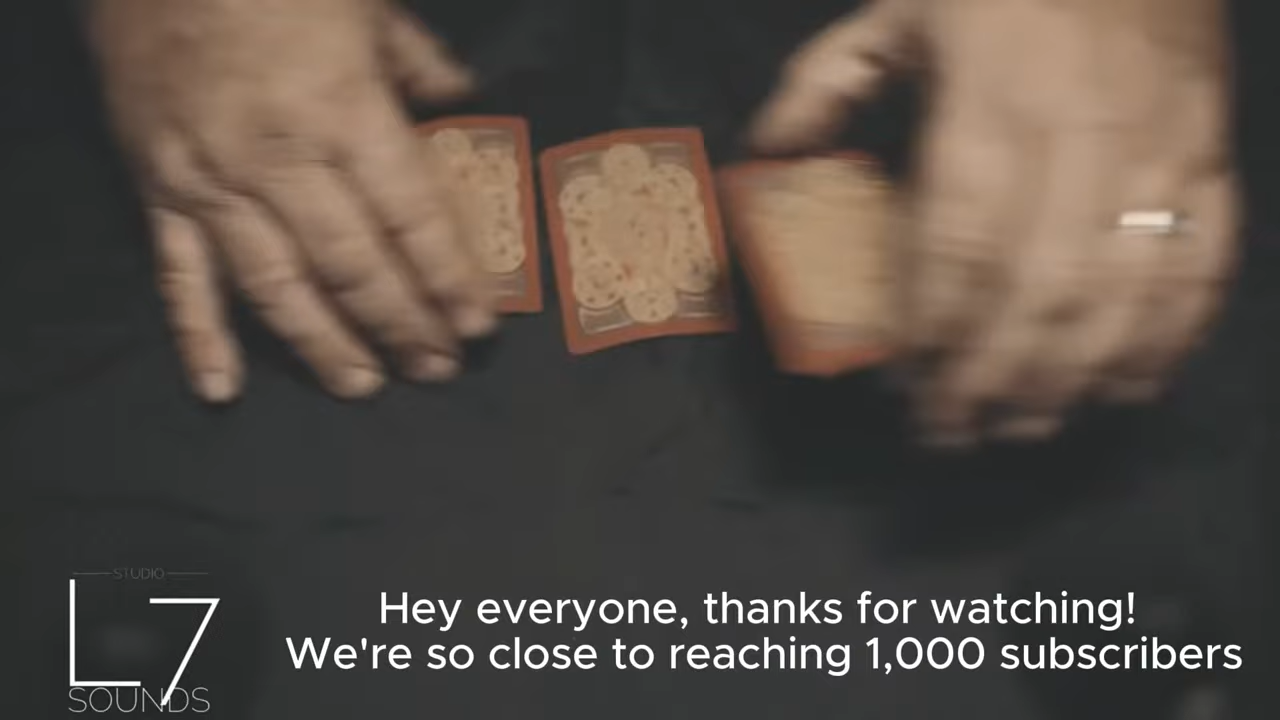 STUDIO
L7
SOUNDS
Hey everyone, thanks for watching!
We're so close to reaching 1,000 subscribers